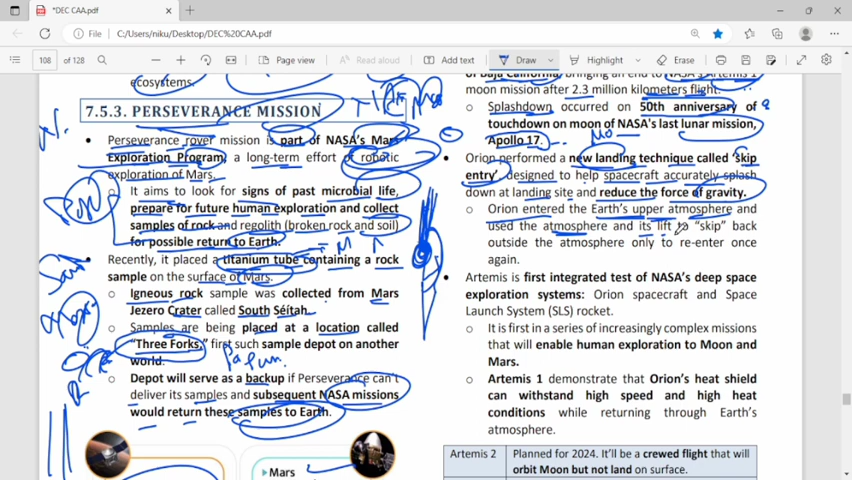 *DEC CAA.pdf
File
C:/Users/niku/Desktop/DEC%20CAA.pdf
108 of 128
Page view
Read aloud
Add text
Draw
Highlight
Erase
ecosystems.
7.5.3. PERSEVERANCE MISSION
• Perseverance rover mission is part of NASA's Mars
Exploration Program, a long-term effort of robotic
exploration of Mars.
o It aims to look for signs of past microbial life,
prepare for future human exploration and collect
samples of rock and regolith (broken rock and soil)
for possible return to Earth.
• Recently, it placed a titanium tube containing a rock
sample on the surface of Mars.
o Igneous rock sample was collected from Mars
Jezero Crater called South Séítah.
o Samples are being placed at a location called
"Three Forks," first such sample depot on another
world.
o Depot will serve as a backup if Perseverance can't
deliver its samples and subsequent NASA missions
would return these samples to Earth.
Mars
of Baja California, bringing an end to NASA's Artemis 1
moon mission after 2.3 million kilometers flight.
o Splashdown occurred on 50th anniversary of
touchdown on moon of NASA's last lunar mission,
'Apollo 17'.
• Orion performed a new landing technique called 'skip
entry' designed to help spacecraft accurately splash
down at landing site and reduce the force of gravity.
o Orion entered the Earth's upper atmosphere and
used the atmosphere and its lift to "skip" back
outside the atmosphere only to re-enter once
again.
• Artemis is first integrated test of NASA's deep space
exploration systems: Orion spacecraft and Space
Launch System (SLS) rocket.
o It is first in a series of increasingly complex missions
that will enable human exploration to Moon and
Mars.
o Artemis 1 demonstrate that Orion's heat shield
can withstand high speed and high heat
conditions while returning through Earth's
atmosphere.
Artemis 2
Planned for 2024. It'll be a crewed flight that will
orbit Moon but not land on surface.